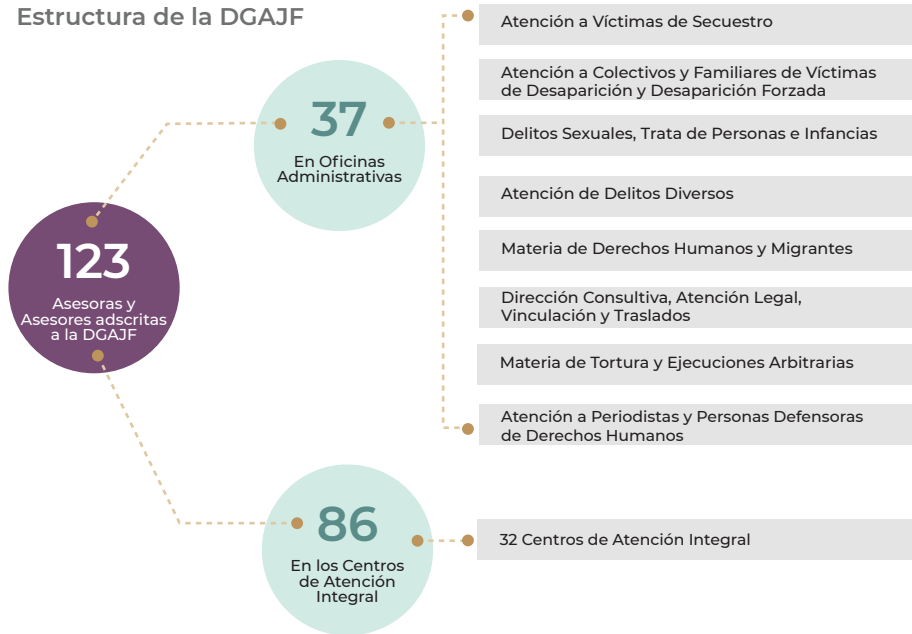 Estructura de la DGAJF
123
Asesoras y
Asesores adscritas
a la DGAJF
37
En Oficinas
Administrativas
Atención a Víctimas de Secuestro
Atención a Colectivos y Familiares de Víctimas
de Desaparición y Desaparición Forzada
Delitos Sexuales, Trata de Personas e Infancias
Atención de Delitos Diversos
Materia de Derechos Humanos y Migrantes
Dirección Consultiva, Atención Legal,
Vinculación y Traslados
Materia de Tortura y Ejecuciones Arbitrarias
Atención a Periodistas y Personas Defensoras
de Derechos Humanos
86
En los Centros
de Atención
Integral
32 Centros de Atención Integral